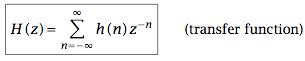 H(z) = ∞∑n=−∞ h(n)z⁻ⁿ (transfer function)